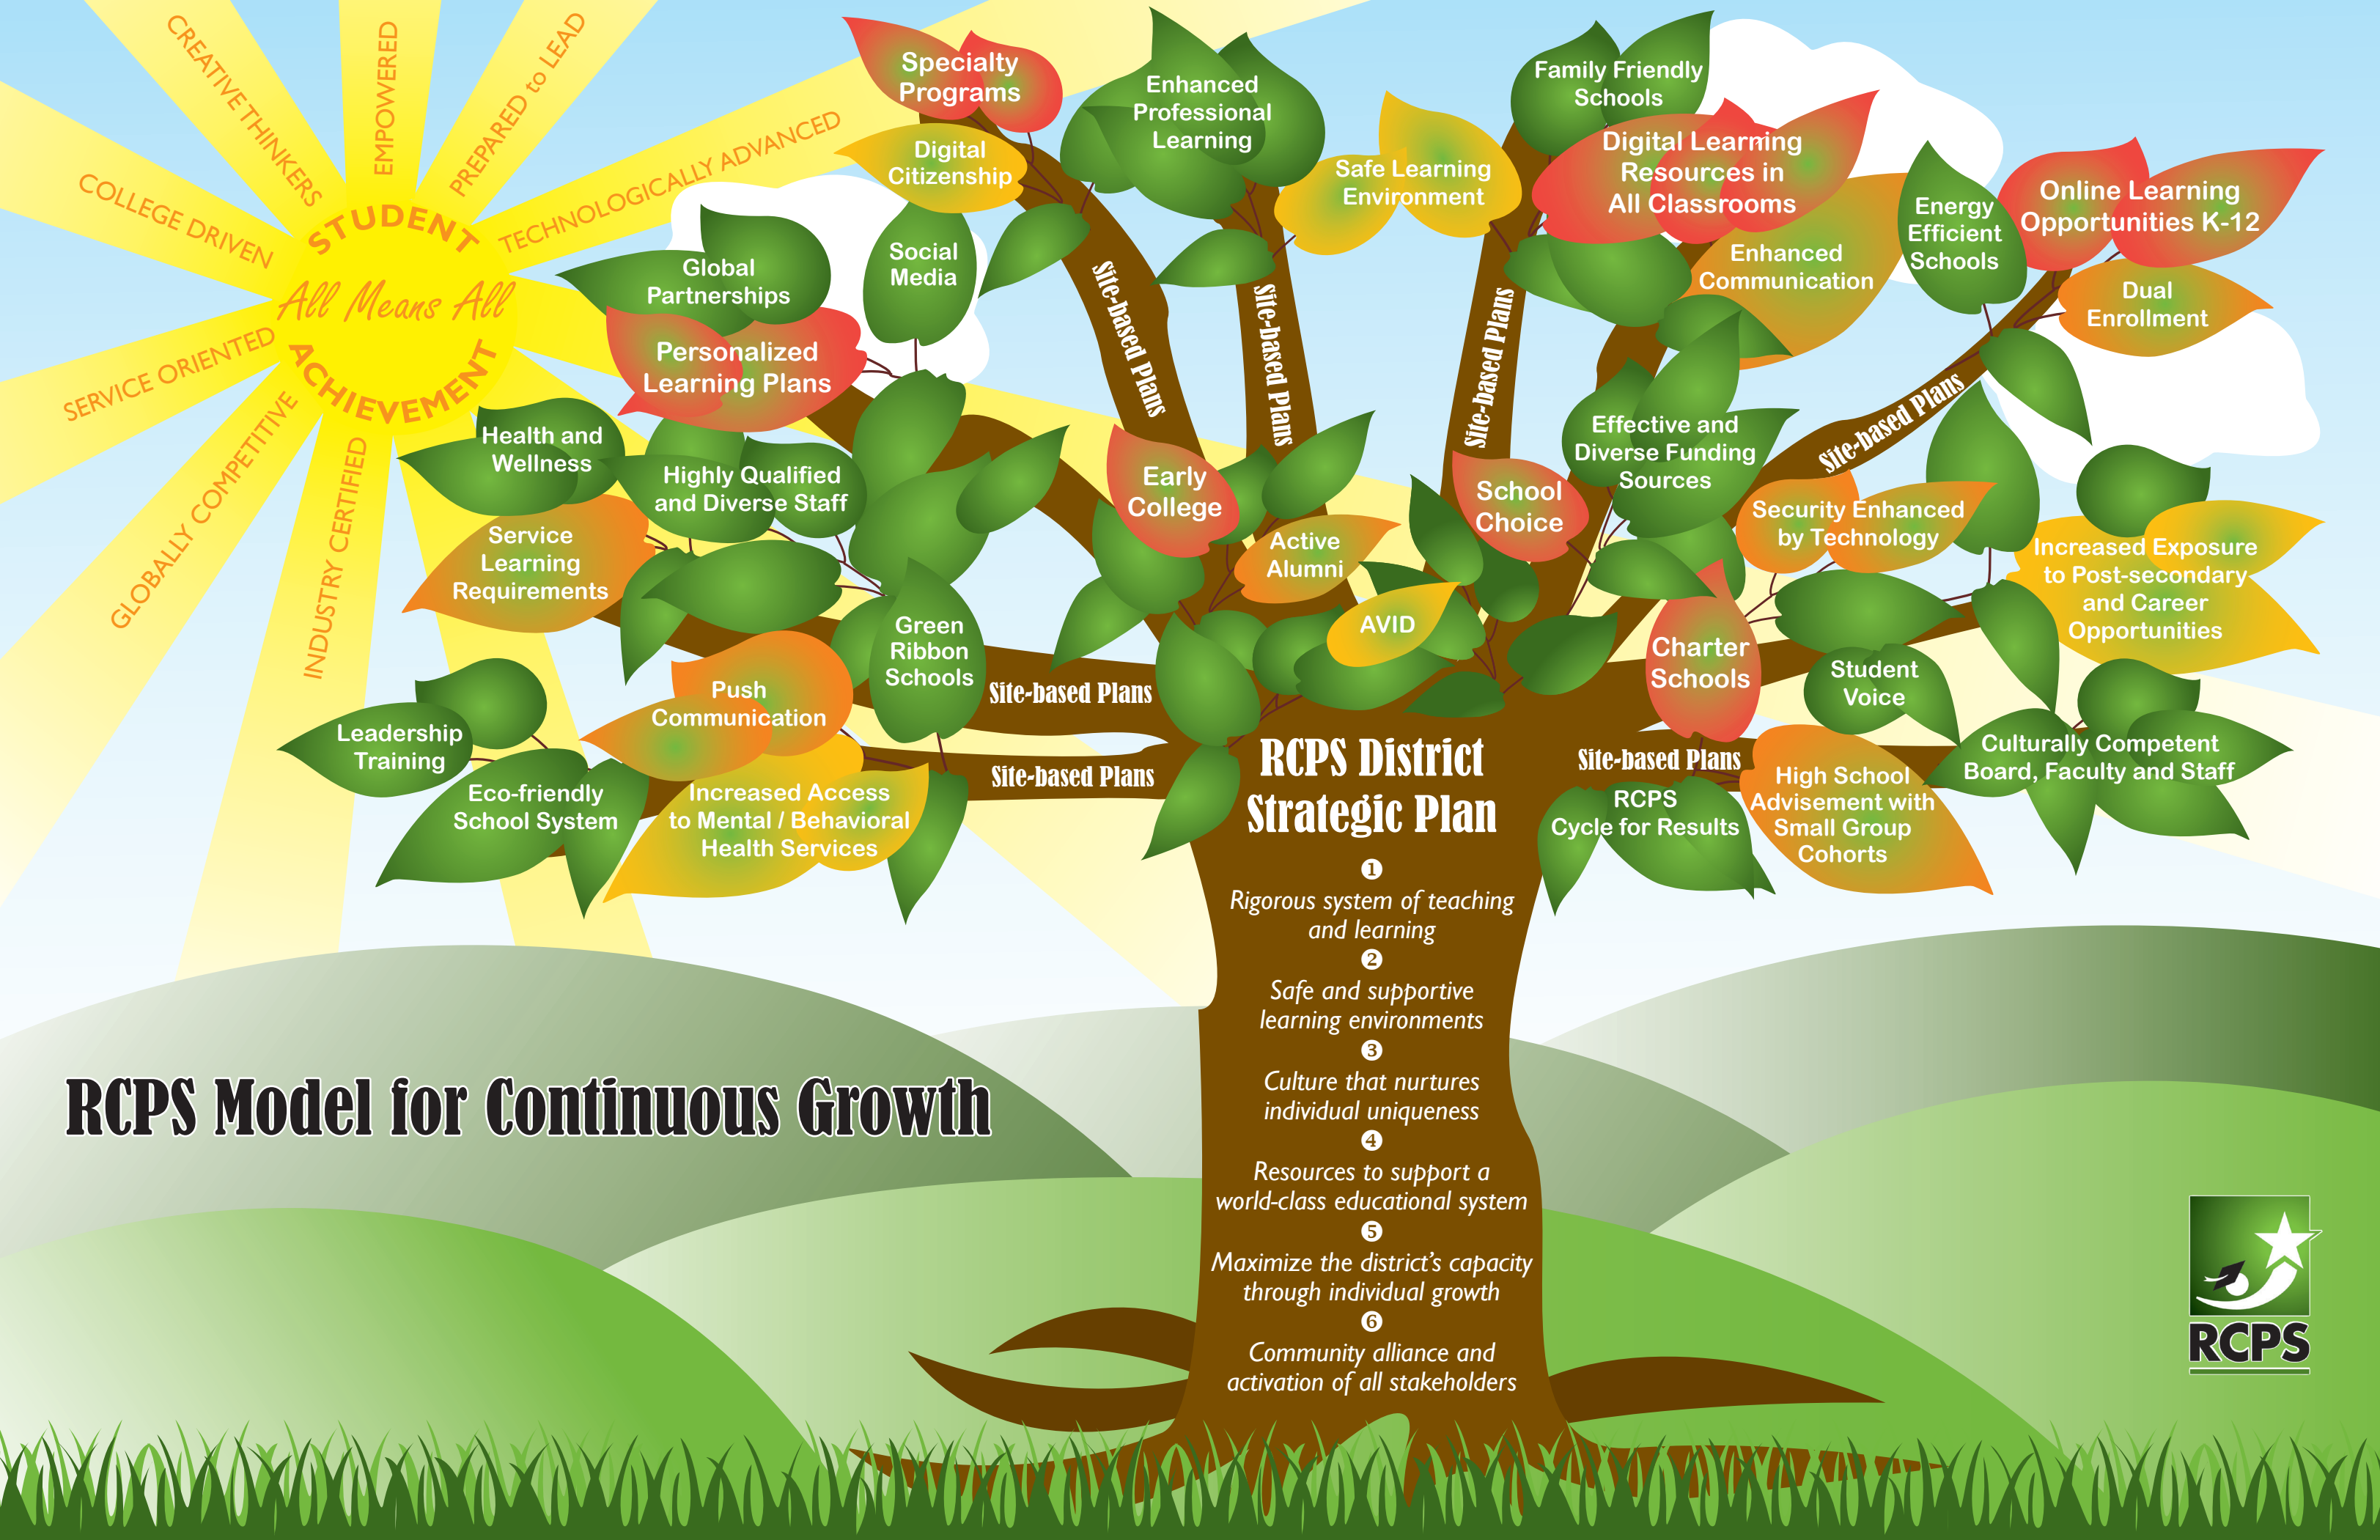 CREATIVE THINKERS
EMPOWERED
PREPARED to LEAD
TECHNOLOGICALLY ADVANCED
COLLEGE DRIVEN
SERVICE ORIENTED
GLOBALLY COMPETITIVE
INDUSTRY CERTIFIED
STUDENT
All Means All
ACHIEVEMENT
Specialty
Programs
Digital
Citizenship
Enhanced
Professional
Learning
Safe Learning
Environment
Family Friendly
Schools
Digital Learning
Resources in
All Classrooms
Enhanced
Communication
Energy
Efficient
Schools
Online Learning
Opportunities K-12
Dual
Enrollment
Global
Partnerships
Social
Media
Personalized
Learning Plans
Site-based Plans
Site-based Plans
Site-based Plans
Site-based Plans
Health and
Wellness
Highly Qualified
and Diverse Staff
Service
Learning
Requirements
Early
College
Active
Alumni
AVID
School
Choice
Effective and
Diverse Funding
Sources
Security Enhanced
by Technology
Increased Exposure
to Post-secondary
and Career
Opportunities
Green
Ribbon
Schools
Charter
Schools
Student
Voice
Push
Communication
Leadership
Training
Eco-friendly
School System
Increased Access
to Mental / Behavioral
Health Services
Site-based Plans
Site-based Plans
Site-based Plans
RCPS
Cycle for Results
High School
Advisement with
Small Group
Cohorts
Culturally Competent
Board, Faculty and Staff
RCPS District
Strategic Plan
1
Rigorous system of teaching
and learning
2
Safe and supportive
learning environments
3
Culture that nurtures
individual uniqueness
4
Resources to support a
world-class educational system
5
Maximize the district's capacity
through individual growth
6
Community alliance and
activation of all stakeholders
RCPS Model for Continuous Growth
RCPS